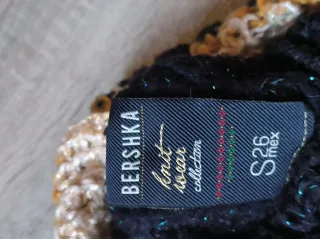 BERSHKA
knit
wear
collection
S 26
mex